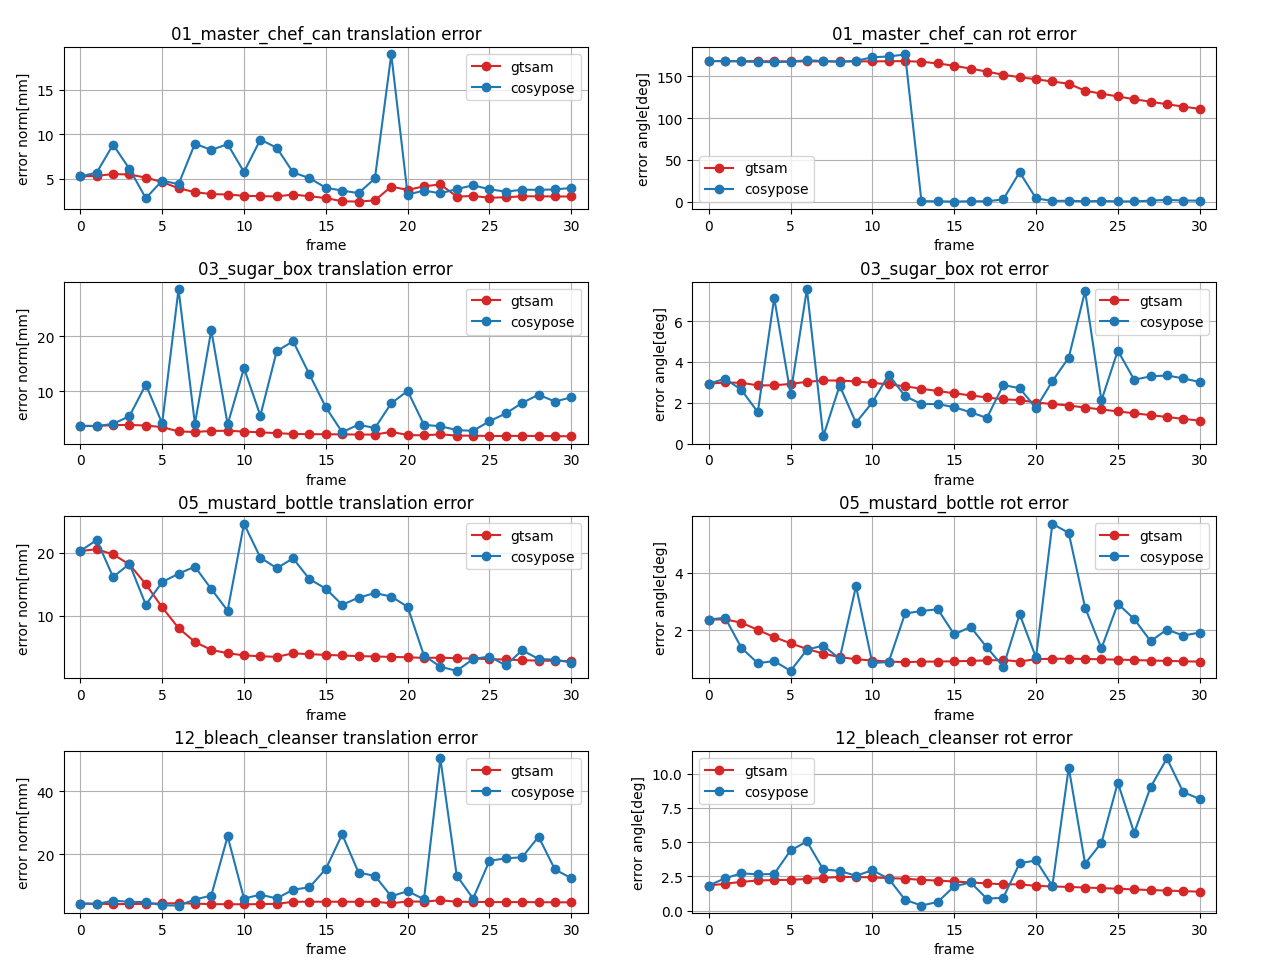 01_master_chef_can translation error
error norm[mm]
15
10
5
gtsam
cosypose
0 5 10 15 20 25 30
frame
01_master_chef_can rot error
error angle[deg]
150
100
50
0
gtsam
cosypose
0 5 10 15 20 25 30
frame
03_sugar_box translation error
error norm[mm]
20
10
gtsam
cosypose
0 5 10 15 20 25 30
frame
03_sugar_box rot error
error angle[deg]
6
4
2
0
gtsam
cosypose
0 5 10 15 20 25 30
frame
05_mustard_bottle translation error
error norm[mm]
20
10
gtsam
cosypose
0 5 10 15 20 25 30
frame
05_mustard_bottle rot error
error angle[deg]
4
2
gtsam
cosypose
0 5 10 15 20 25 30
frame
12_bleach_cleanser translation error
error norm[mm]
40
20
gtsam
cosypose
0 5 10 15 20 25 30
frame
12_bleach_cleanser rot error
error angle[deg]
10.0
7.5
5.0
2.5
0.0
gtsam
cosypose
0 5 10 15 20 25 30
frame